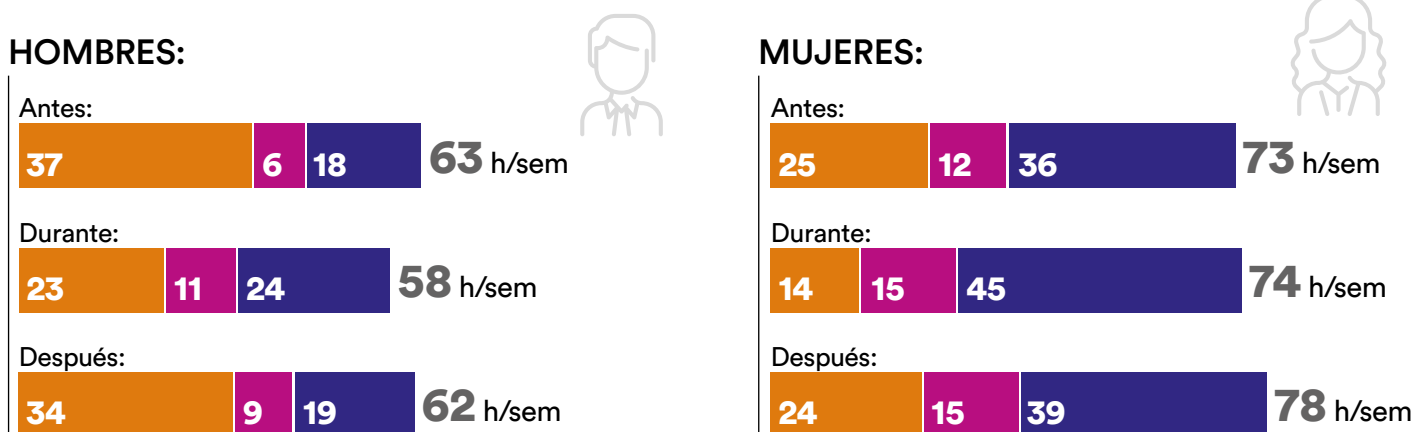 HOMBRES:
Antes:
37 6 18 63 h/sem
Durante:
23 11 24 58 h/sem
Después:
34 9 19 62 h/sem
MUJERES:
Antes:
25 12 36 73 h/sem
Durante:
14 15 45 74 h/sem
Después:
24 15 39 78 h/sem